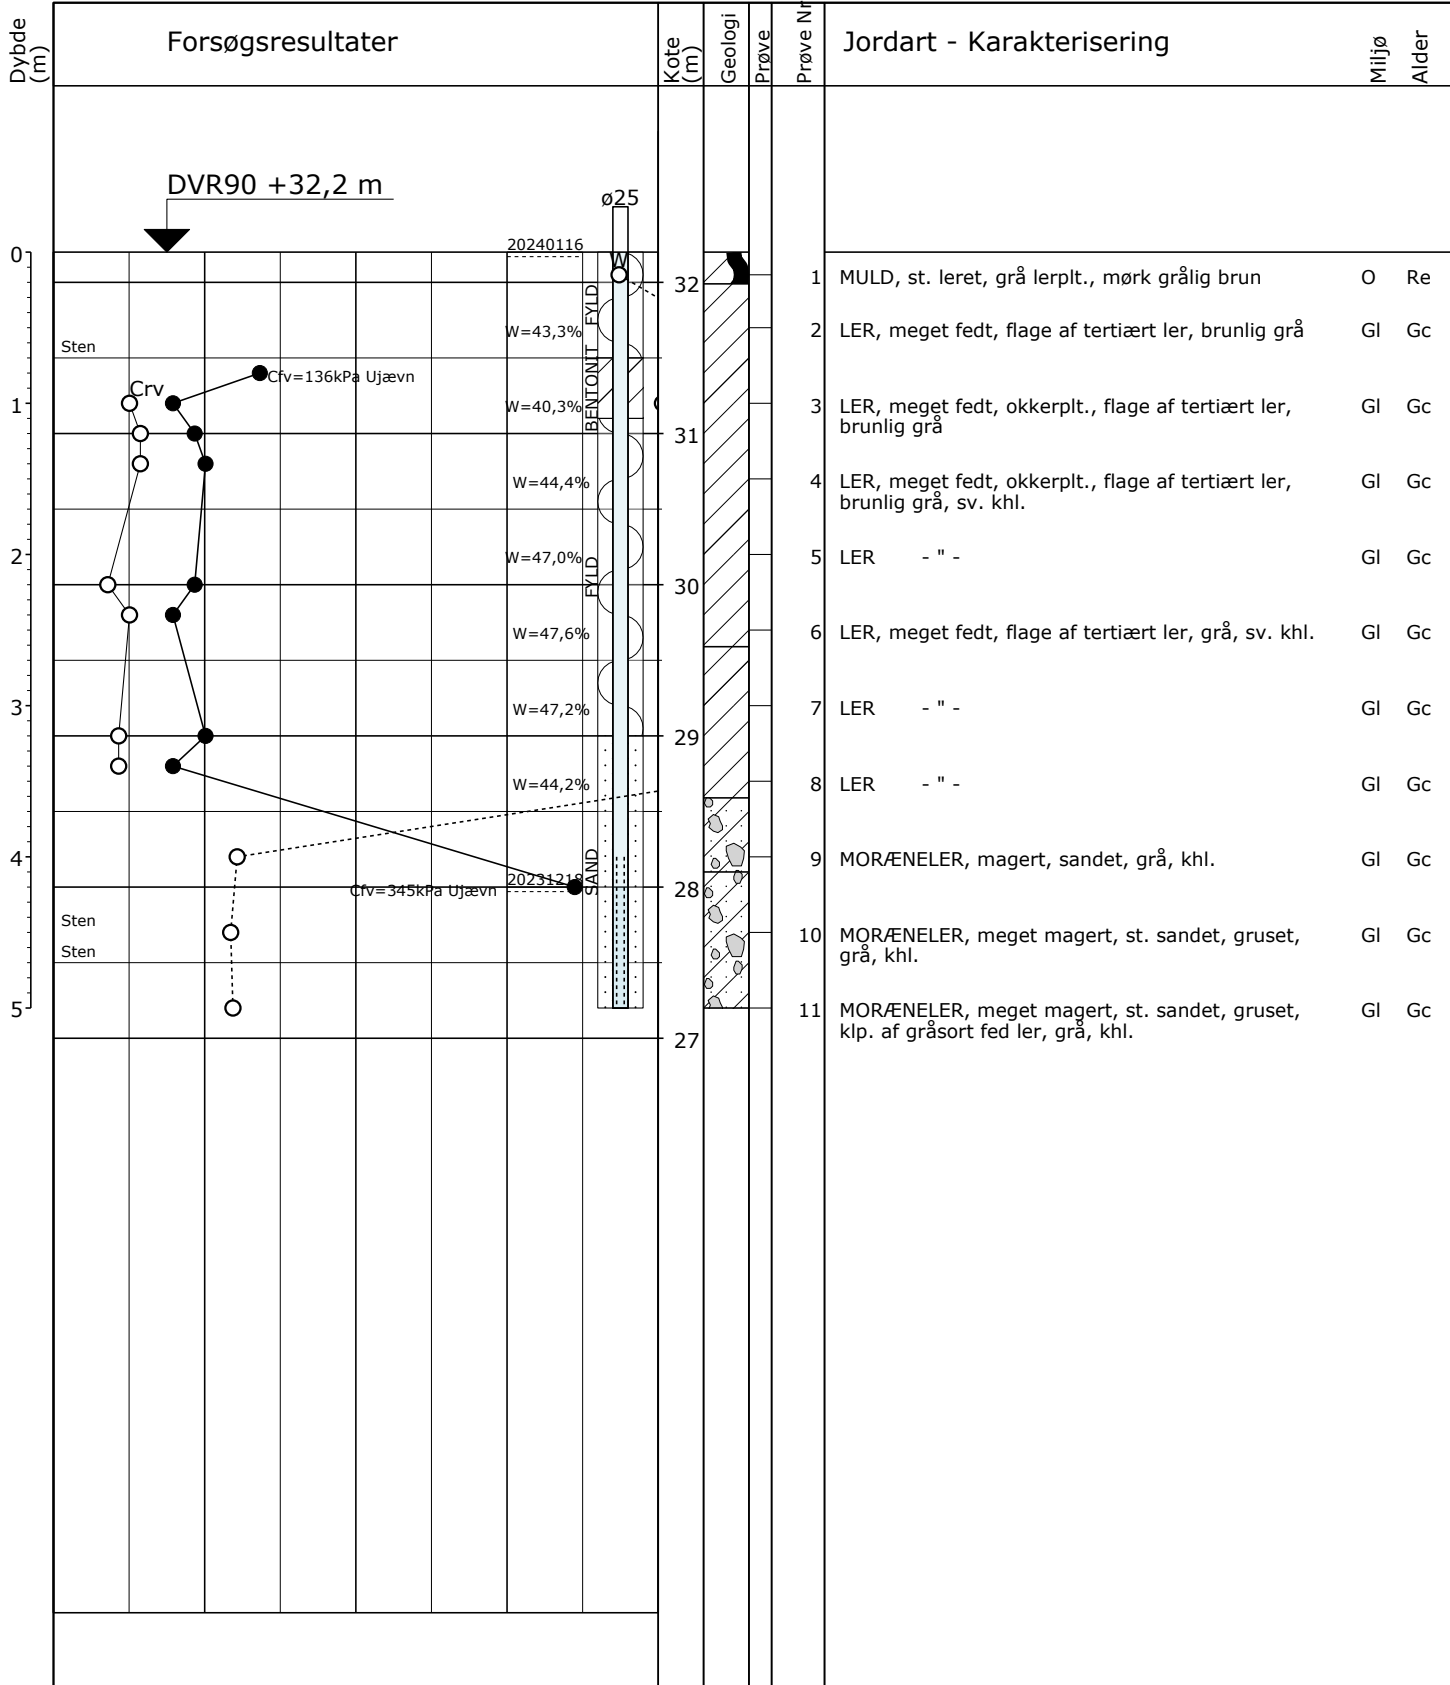 Dybde
(m)
Forsøgsresultater
Kote
(m)
Geologi
Prøve
Prøve Nr
Jordart - Karakterisering
Miljø
Alder
DVR90 +32,2 m
ø25
0
20240116
W
32
1 MULD, st. leret, grå lerplt., mørk grålig brun O Re
FYLD
W=43,3%
2 LER, meget fedt, flage af tertiært ler, brunlig grå Gl Gc
Sten
Cfv=136kPa Ujævn
Crv
BENTONIT
1
W=40,3%
3 LER, meget fedt, okkerplt., flage af tertiært ler,
brunlig grå
Gl Gc
31
W=44,4%
4 LER, meget fedt, okkerplt., flage af tertiært ler,
brunlig grå, sv. khl.
Gl Gc
2
W=47,0%
5 LER - " - Gl Gc
FYLD
30
W=47,6%
6 LER, meget fedt, flage af tertiært ler, grå, sv. khl. Gl Gc
3
W=47,2%
7 LER - " - Gl Gc
29
W=44,2%
8 LER - " - Gl Gc
4
9 MORÆNELER, magert, sandet, grå, khl. Gl Gc
SAND
20231218
Cfv=345kPa Ujævn
28
Sten
10 MORÆNELER, meget magert, st. sandet, gruset,
grå, khl.
Gl Gc
Sten
5
11 MORÆNELER, meget magert, st. sandet, gruset,
klp. af gråsort fed ler, grå, khl.
Gl Gc
27